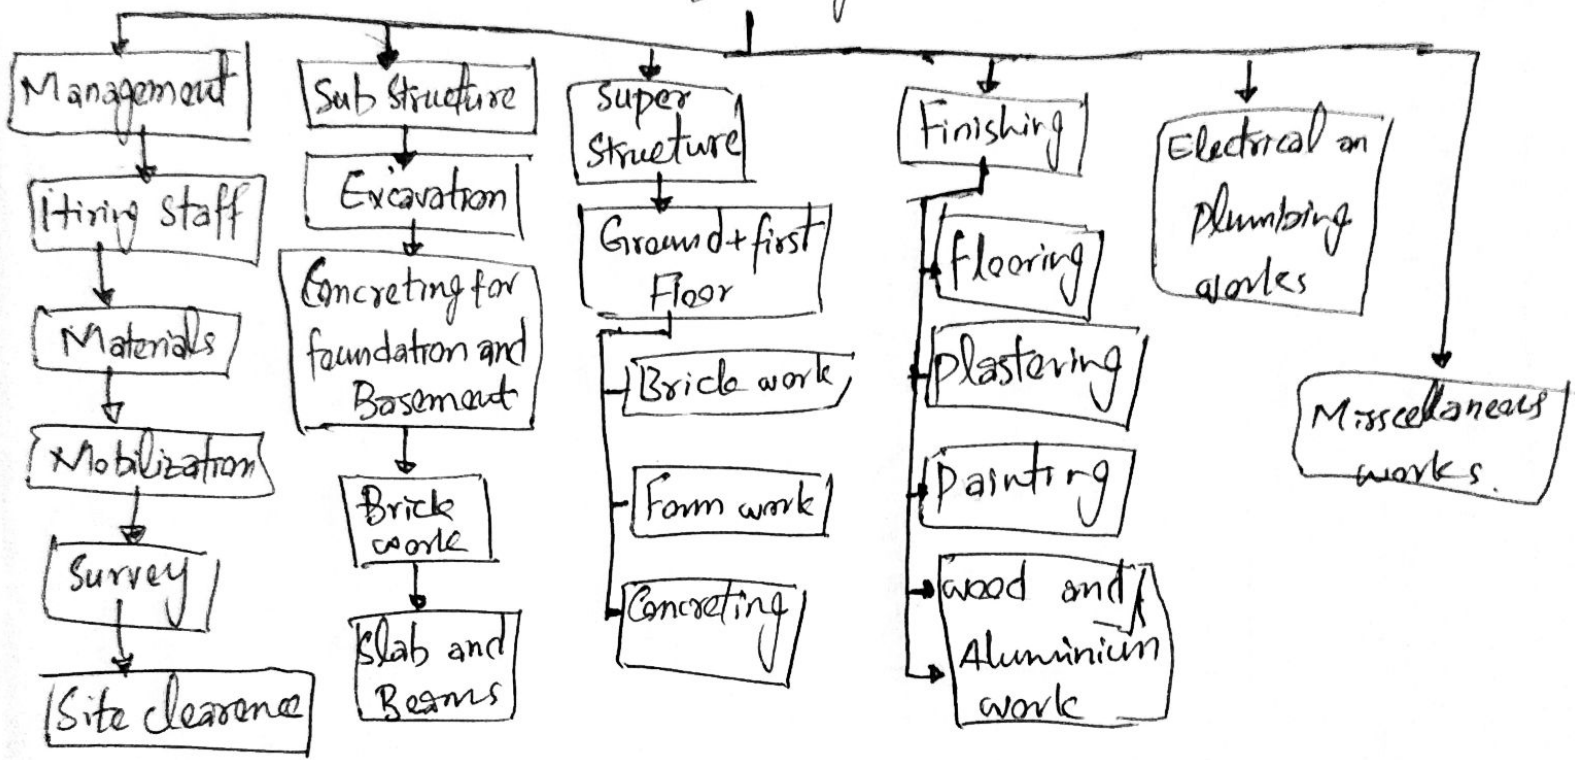 Management
Hiring Staff
Materials
Mobilization
Survey
Site clearence
Sub Structure
Excavation
Concreting for
foundation and
Basement
Brick
work
Slab and
Beams
Super
Structure
Ground + first
Floor
Brick work
Form work
Concreting
Finishing
flooring
Plastering
Painting
wood and
Aluminium
work
Electrical an
Plumbing
works
Misscellaneous
works.